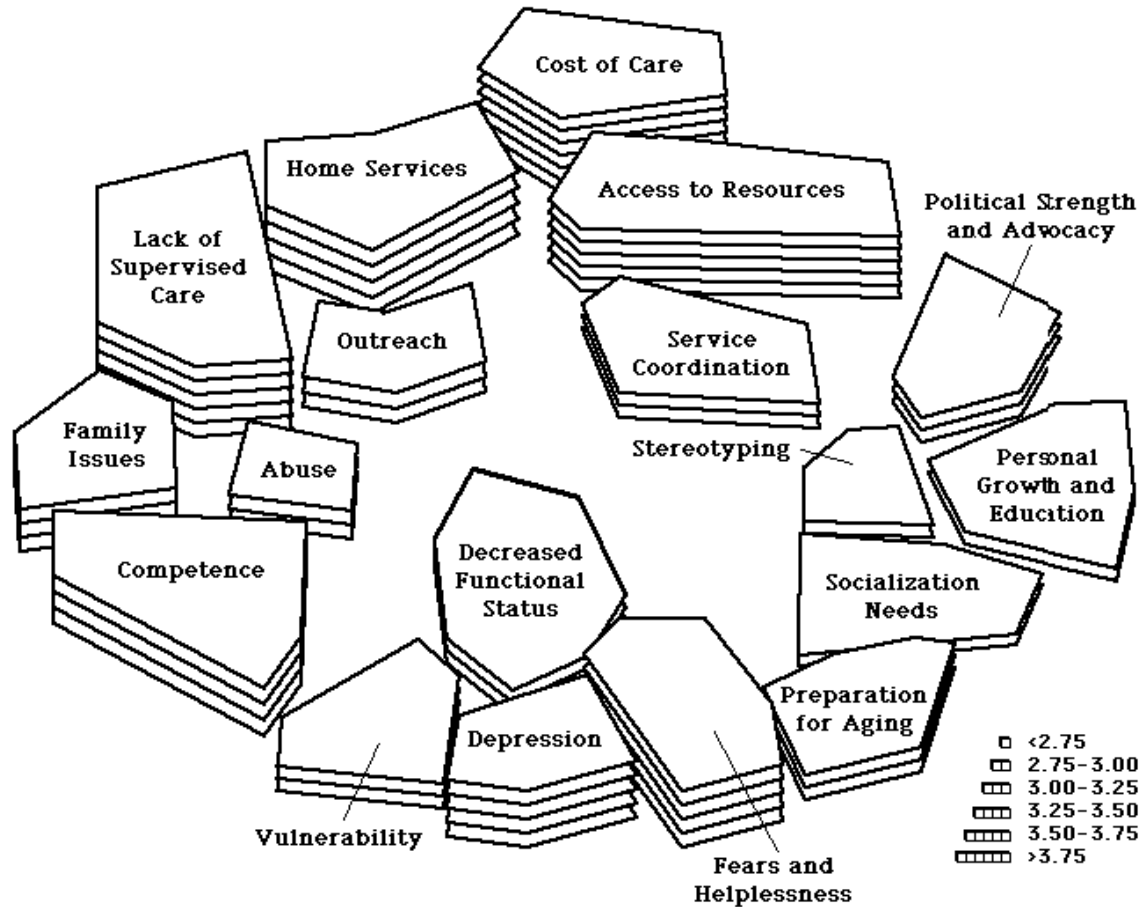 Cost of Care
Home Services
Access to Resources
Political Strength
and Advocacy
Lack of
Supervised
Care
Outreach
Service
Coordination
Family
Issues
Abuse
Stereotyping
Personal
Growth and
Education
Competence
Decreased
Functional
Status
Socialization
Needs
Preparation
for Aging
Depression
Vulnerability
Fears and
Helplessness
<2.75
2.75-3.00
3.00-3.25
3.25-3.50
3.50-3.75
>3.75